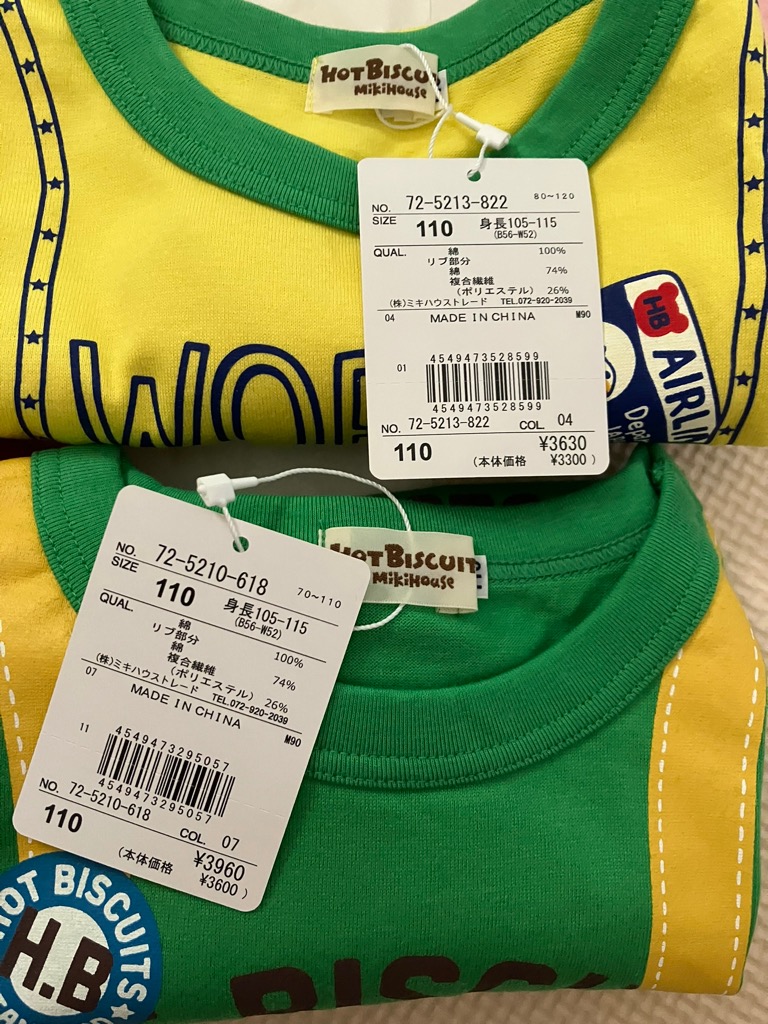 HOT BISCUI
MiKiHOUSE
NO. 72-5213-822 80~120
SIZE 110 身長105-115
(B56-W52)
QUAL. 綿 100%
リブ部分
綿 74%
複合繊維
(ポリエステル) 26%
(株)ミキハウストレード TEL.072-920-2039
04 MADE IN CHINA M90
4549473528599
01
4549473528599
NO. 72-5213-822 COL. 04
110 ¥3630
(本体価格 ¥3300 )
HB
AIRLIN
WOR
HOT BISCUIT
MiKiHOUSE
NO. 72-5210-618 70~110
SIZE 110 身長105-115
(B56-W52)
QUAL. 綿 100%
リブ部分
綿 74%
複合繊維
(ポリエステル) 26%
(株)ミキハウストレード TEL.072-920-2039
07 MADE IN CHINA M90
4549473295057
11
4549473295057
NO. 72-5210-618 COL. 07
110 ¥3960
(本体価格 ¥3600 )
HOT BISCUITS
H.B
BISCU